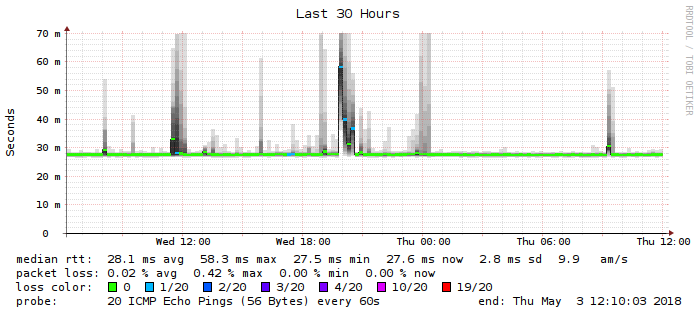 Last 30 Hours
RRDTOOL / TOBI OETIKER
Seconds
70 m
60 m
50 m
40 m
30 m
20 m
10 m
0
Wed 12:00 Wed 18:00 Thu 00:00 Thu 06:00 Thu 12:00
median rtt: 28.1 ms avg 58.3 ms max 27.5 ms min 27.6 ms now 2.8 ms sd 9.9 am/s
packet loss: 0.02 % avg 0.42 % max 0.00 % min 0.00 % now
loss color: 0 1/20 2/20 3/20 4/20 10/20 19/20
probe: 20 ICMP Echo Pings (56 Bytes) every 60s end: Thu May 3 12:10:03 2018